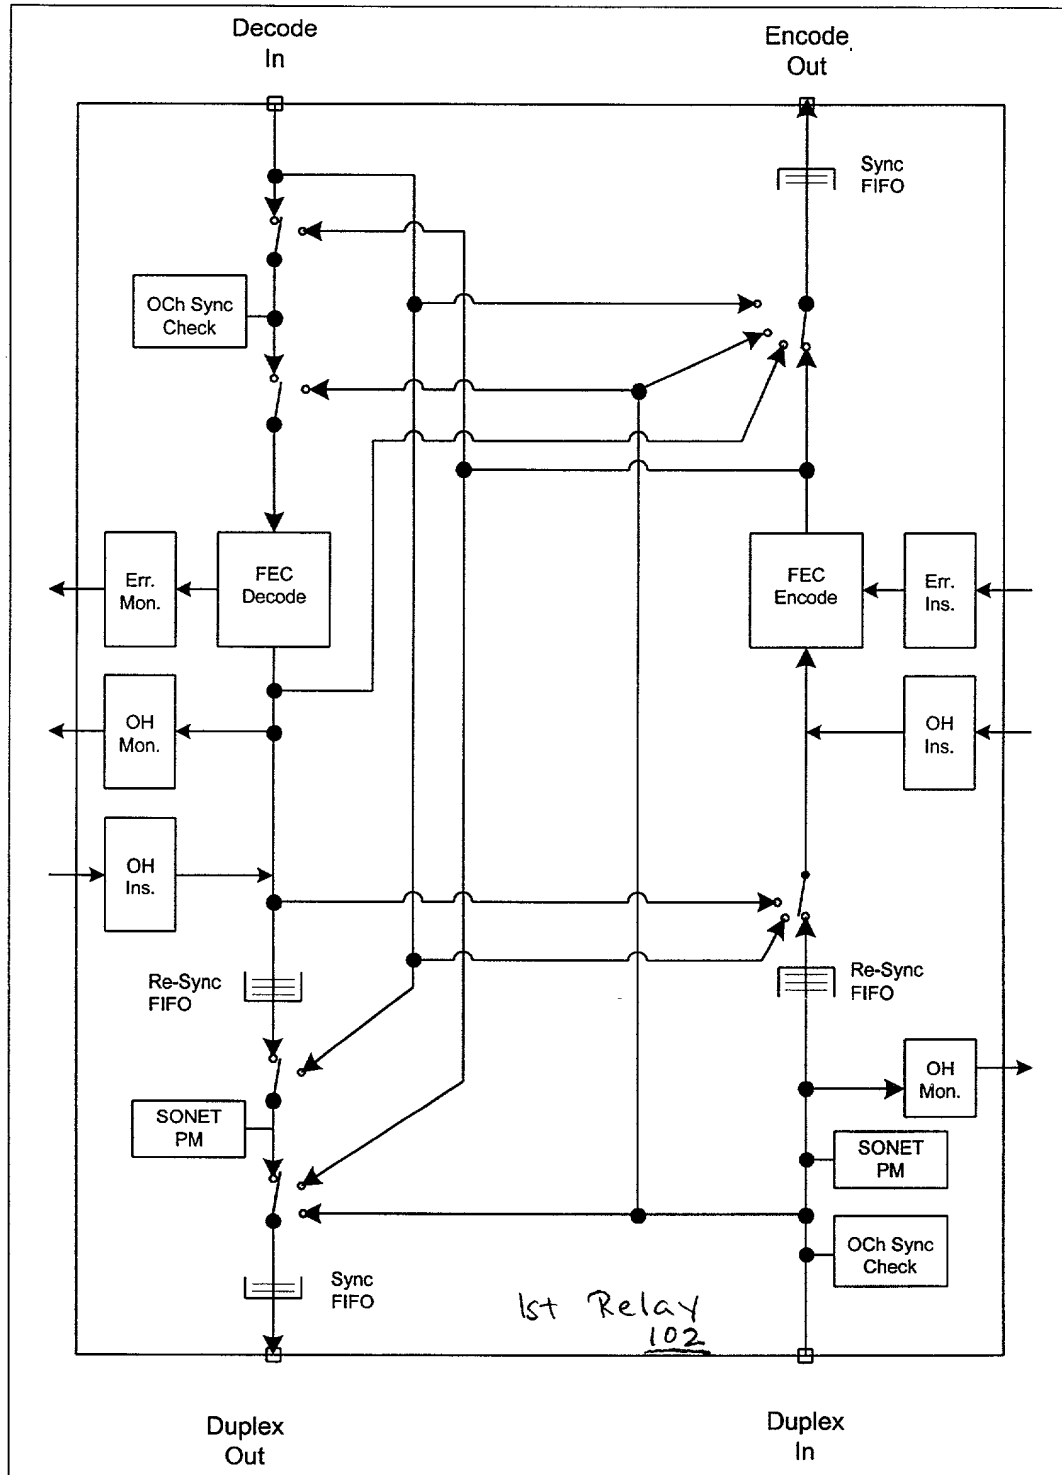 Decode
In
Encode
Out
Sync
FIFO
OCh Sync
Check
Err.
Mon.
FEC
Decode
FEC
Encode
Err.
Ins.
OH
Mon.
OH
Ins.
OH
Ins.
Re-Sync
FIFO
Re-Sync
FIFO
OH
Mon.
SONET
PM
SONET
PM
OCh Sync
Check
Sync
FIFO
1st Relay
102
Duplex
Out
Duplex
In